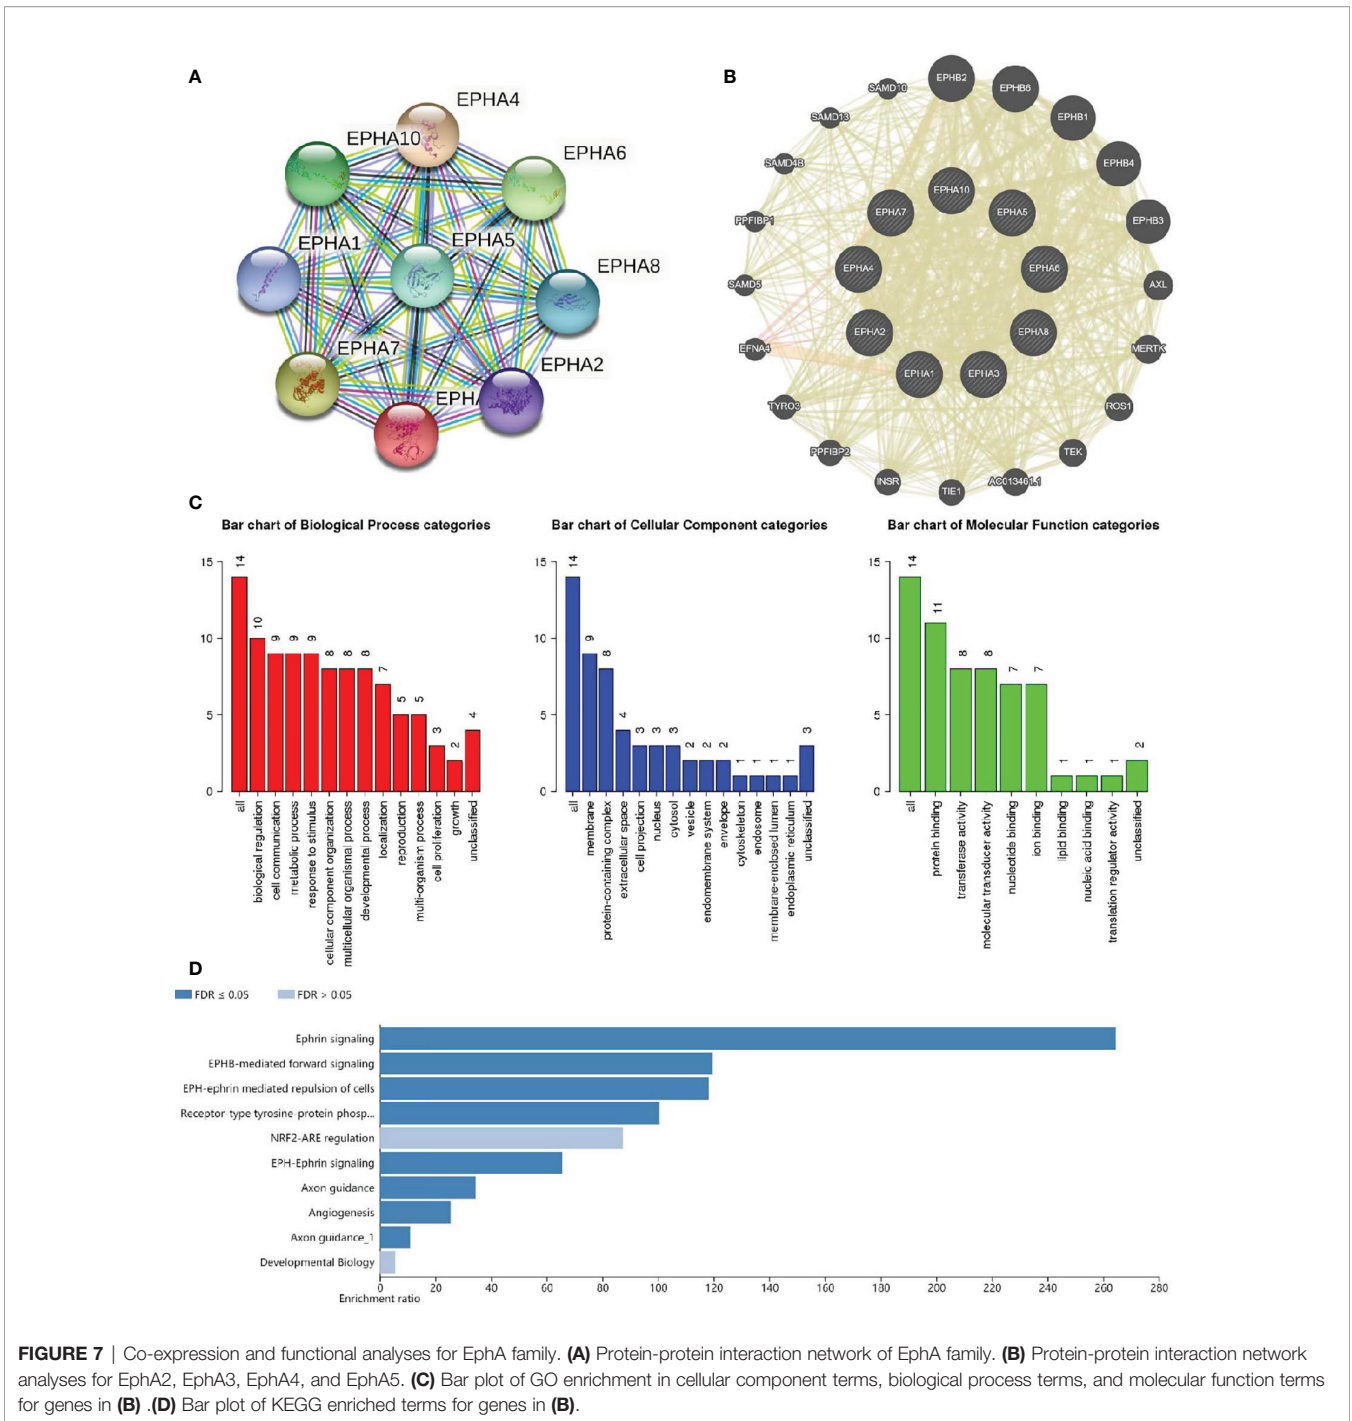 A
EPHA4
EPHA10
EPHA6
EPHA1
EPHA5
EPHA8
EPHA7
EPHA2
EPHA
B
SAMD10
EPHB2
EPHB6
EPHB1
EPHB4
EPHB3
AXL
MERTK
ROS1
TEK
AC013461.1
TIE1
INSR
PPFIBP2
TYRO3
EFNA4
SAMD5
PPFIBP1
SAMD4B
SAMD13
EPHA10
EPHA5
EPHA6
EPHA8
EPHA3
EPHA1
EPHA2
EPHA4
EPHA7
C
Bar chart of Biological Process categories
15
10
5
0
14
10
9
9
9
8
8
8
7
5
5
3
2
4
all
biological regulation
cell communication
metabolic process
response to stimulus
cellular component organization
multicellular organismal process
developmental process
localization
reproduction
multi-organism process
cell proliferation
growth
unclassified
Bar chart of Cellular Component categories
15
10
5
0
14
9
8
4
3
3
3
2
2
2
1
1
1
1
3
all
membrane
protein-containing complex
extracellular space
cell projection
nucleus
cytosol
vesicle
endomembrane system
envelope
cytoskeleton
endosome
membrane-enclosed lumen
endoplasmic reticulum
unclassified
Bar chart of Molecular Function categories
15
10
5
0
14
11
8
8
7
7
1
1
1
2
all
protein binding
transferase activity
molecular transducer activity
nucleotide binding
ion binding
lipid binding
nucleic acid binding
translation regulator activity
unclassified
D
FDR ≤ 0.05
FDR > 0.05
Ephrin signaling
EPHB-mediated forward signaling
EPH-ephrin mediated repulsion of cells
Receptor-type tyrosine-protein phosp...
NRF2-ARE regulation
EPH-Ephrin signaling
Axon guidance
Angiogenesis
Axon guidance_1
Developmental Biology
0 20 40 60 80 100 120 140 160 180 200 220 240 260 280
Enrichment ratio
FIGURE 7 | Co-expression and functional analyses for EphA family. (A) Protein-protein interaction network of EphA family. (B) Protein-protein interaction network
analyses for EphA2, EphA3, EphA4, and EphA5. (C) Bar plot of GO enrichment in cellular component terms, biological process terms, and molecular function terms
for genes in (B) .(D) Bar plot of KEGG enriched terms for genes in (B).